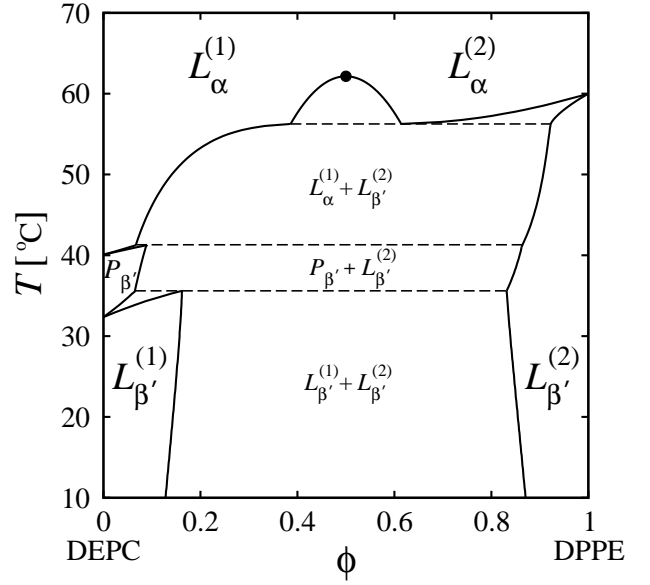 70
L_α^(1)
L_α^(2)
60
50
L_α^(1) + L_β′^(2)
T [°C]
40
P_β′
P_β′ + L_β′^(2)
30
L_β′^(1)
L_β′^(1) + L_β′^(2)
L_β′^(2)
20
10
0 0.2 0.4 0.6 0.8 1
DEPC ϕ DPPE